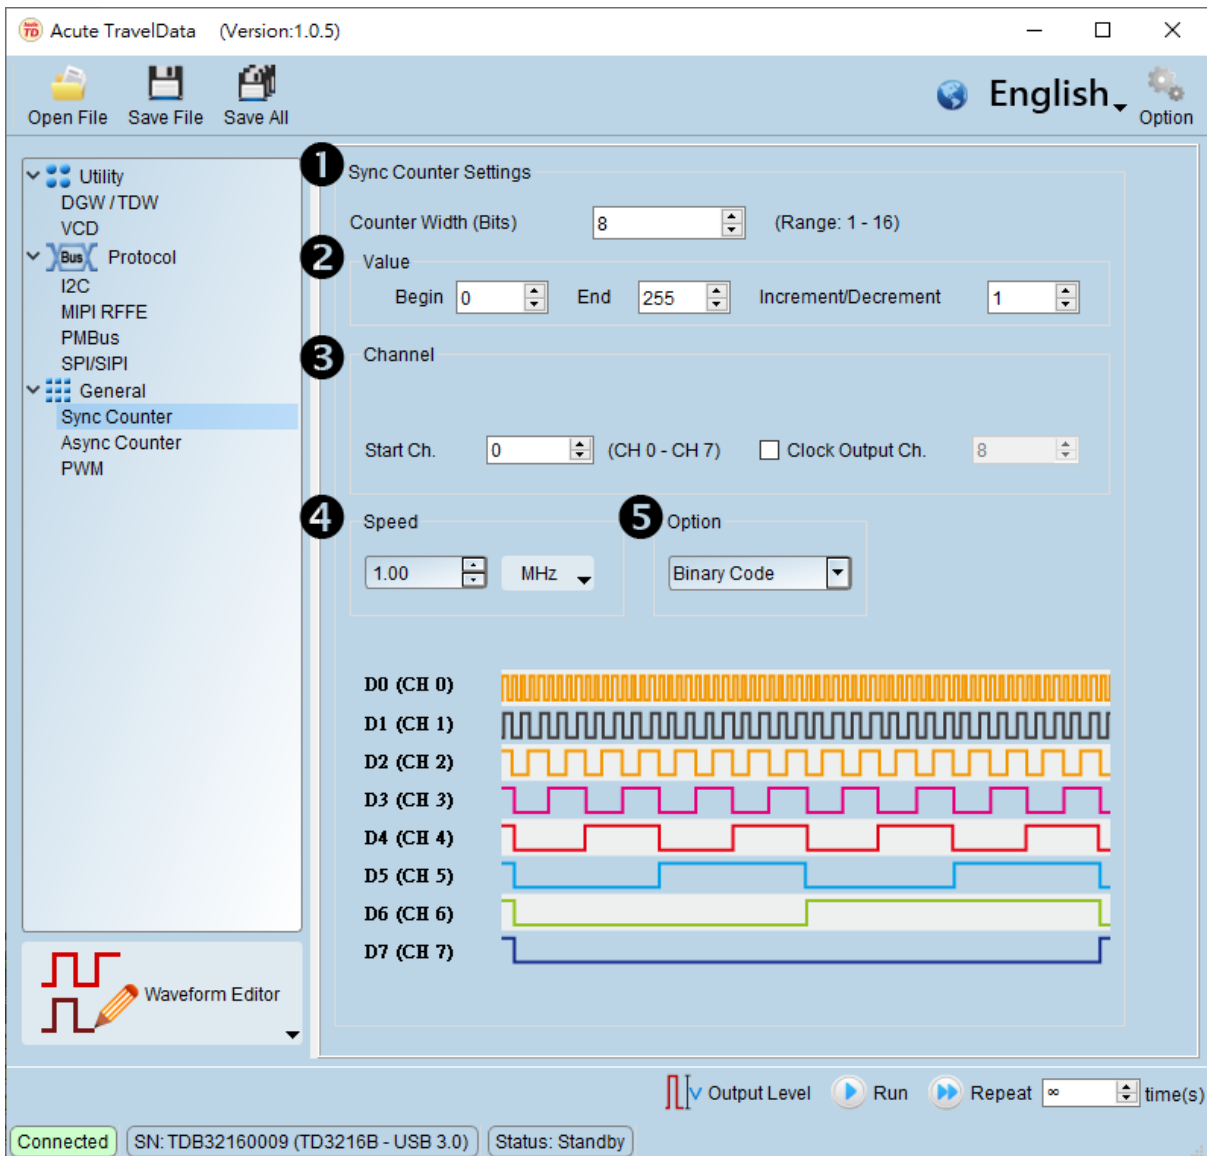 Acute TravelData (Version:1.0.5)
Open File Save File Save All
English
Option
Utility
DGW / TDW
VCD
Bus Protocol
I2C
MIPI RFFE
PMBus
SPI/SIPI
General
Sync Counter
Async Counter
PWM
Waveform Editor
1 Sync Counter Settings
Counter Width (Bits) 8 (Range: 1 - 16)
2 Value
Begin 0 End 255 Increment/Decrement 1
3 Channel
Start Ch. 0 (CH 0 - CH 7) Clock Output Ch. 8
4 Speed
1.00 MHz
5 Option
Binary Code
D0 (CH 0)
D1 (CH 1)
D2 (CH 2)
D3 (CH 3)
D4 (CH 4)
D5 (CH 5)
D6 (CH 6)
D7 (CH 7)
V Output Level Run Repeat ∞ time(s)
Connected SN: TDB32160009 (TD3216B - USB 3.0) Status: Standby